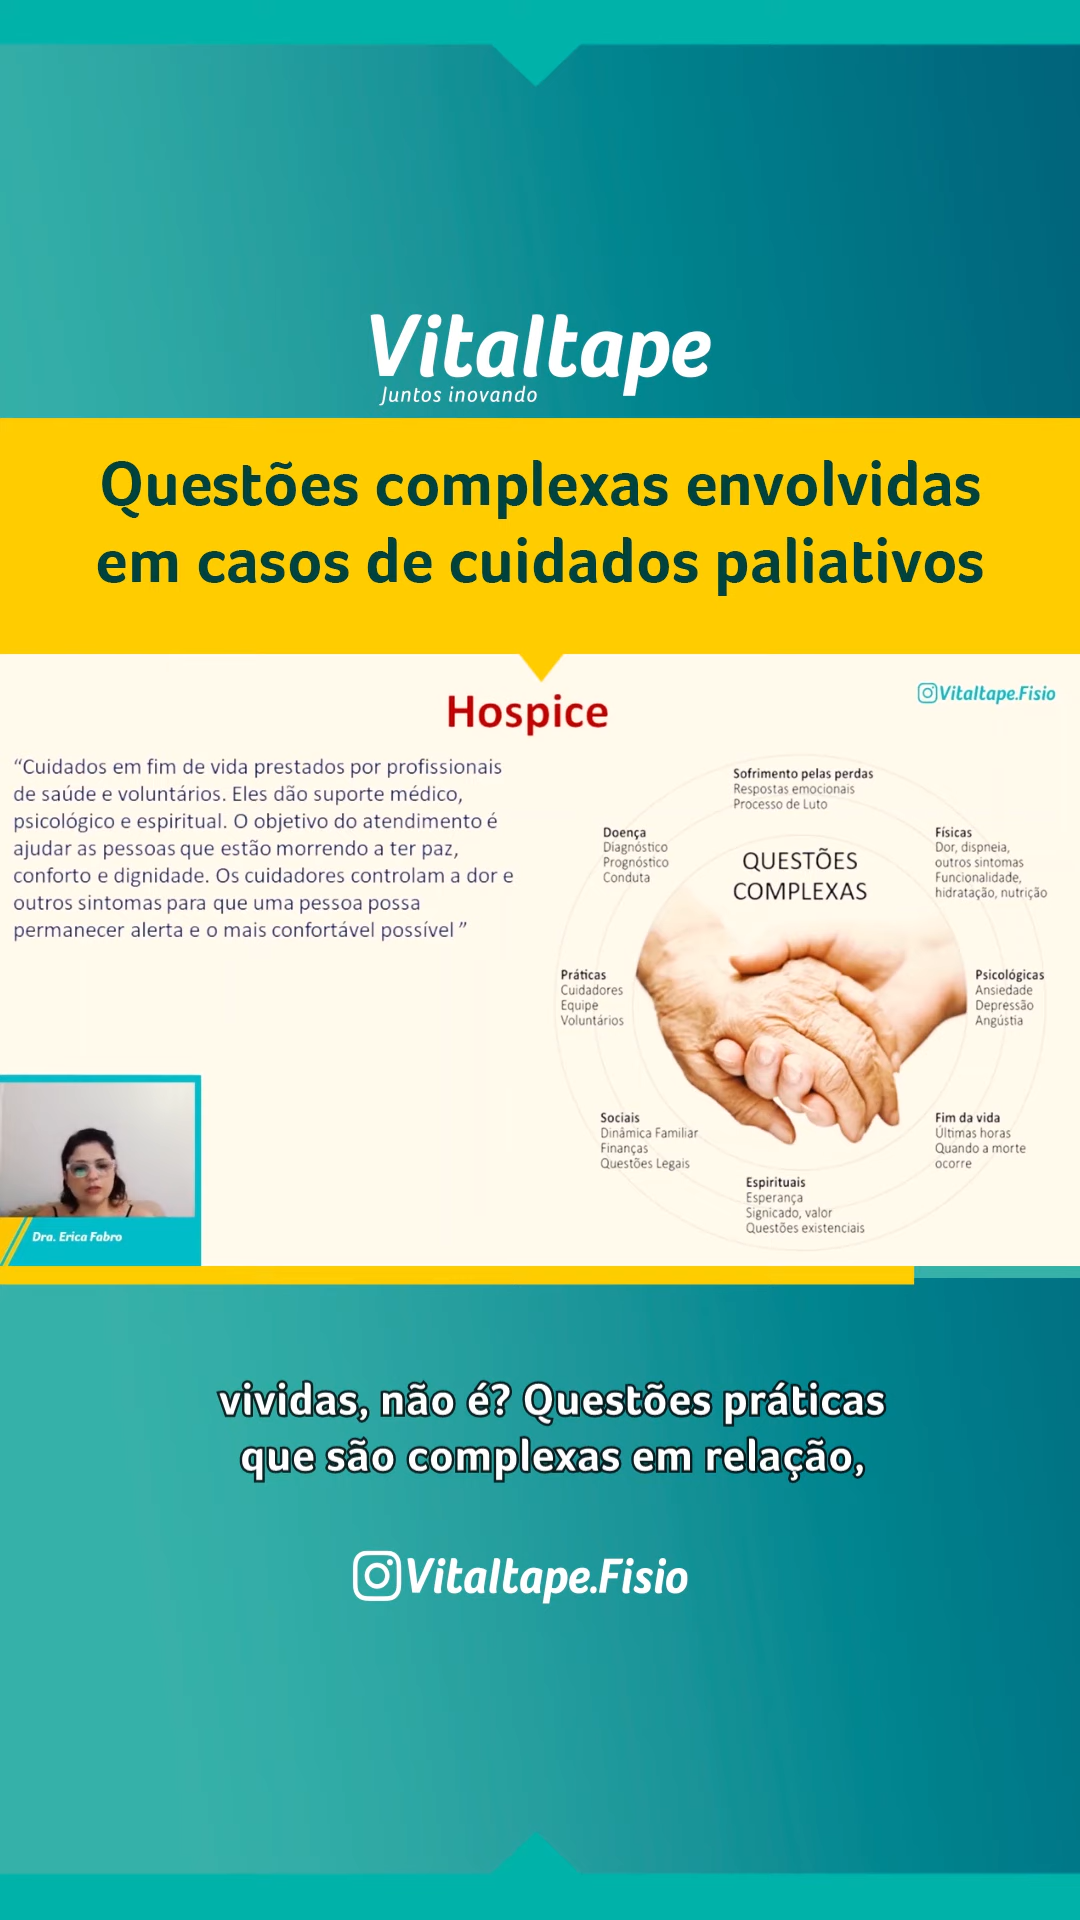 Vitaltape
Juntos inovando
Questões complexas envolvidas
em casos de cuidados paliativos
Hospice
Vitaltape.Fisio
“Cuidados em fim de vida prestados por profissionais
de saúde e voluntários. Eles dão suporte médico,
psicológico e espiritual. O objetivo do atendimento é
ajudar as pessoas que estão morrendo a ter paz,
conforto e dignidade. Os cuidadores controlam a dor e
outros sintomas para que uma pessoa possa
permanecer alerta e o mais confortável possível ”
QUESTÕES
COMPLEXAS
Sofrimento pelas perdas
Respostas emocionais
Processo de Luto
Físicas
Dor, dispneia,
outros sintomas
Funcionalidade,
hidratação, nutrição
Psicológicas
Ansiedade
Depressão
Angústia
Fim da vida
Últimas horas
Quando a morte
ocorre
Espirituais
Esperança
Signicado, valor
Questões existenciais
Sociais
Dinâmica Familiar
Finanças
Questões Legais
Práticas
Cuidadores
Equipe
Voluntários
Doença
Diagnóstico
Prognóstico
Conduta
Dra. Erica Fabro
vividas, não é? Questões práticas
que são complexas em relação,
Vitaltape.Fisio